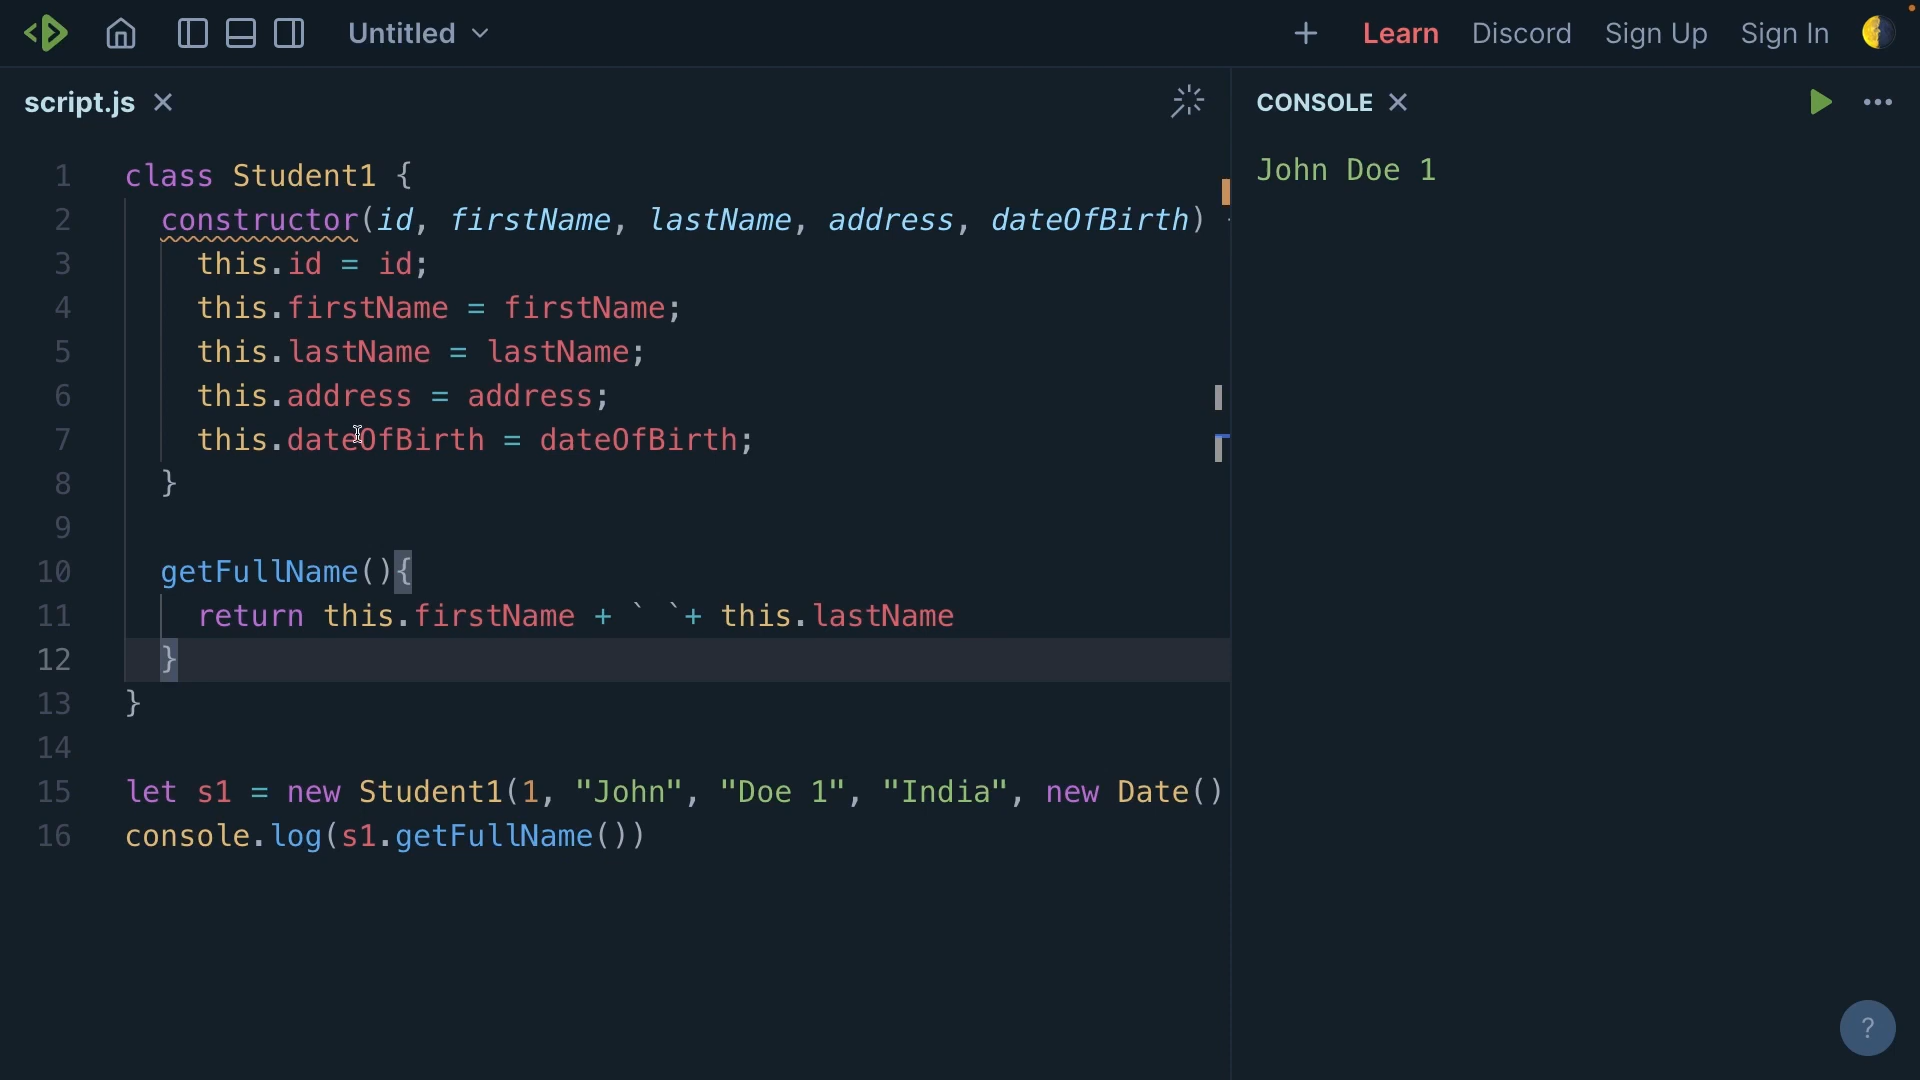 Untitled
+ Learn Discord Sign Up Sign In
script.js ×
CONSOLE ×
1 class Student1 {
2   constructor(id, firstName, lastName, address, dateOfBirth)
3     this.id = id;
4     this.firstName = firstName;
5     this.lastName = lastName;
6     this.address = address;
7     this.dateOfBirth = dateOfBirth;
8   }
9
10   getFullName(){
11     return this.firstName + ` `+ this.lastName
12   }
13 }
14
15 let s1 = new Student1(1, "John", "Doe 1", "India", new Date()
16 console.log(s1.getFullName())
John Doe 1
?